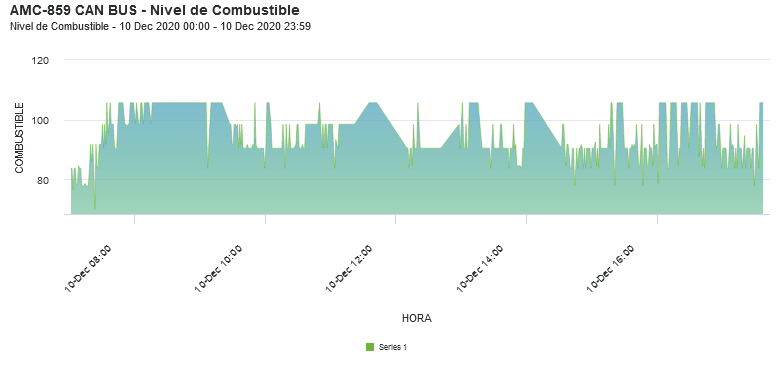 AMC-859 CAN BUS - Nivel de Combustible
Nivel de Combustible - 10 Dec 2020 00:00 - 10 Dec 2020 23:59
120
100
80
COMBUSTIBLE
10-Dec 08:00
10-Dec 10:00
10-Dec 12:00
10-Dec 14:00
10-Dec 16:00
HORA
Series 1